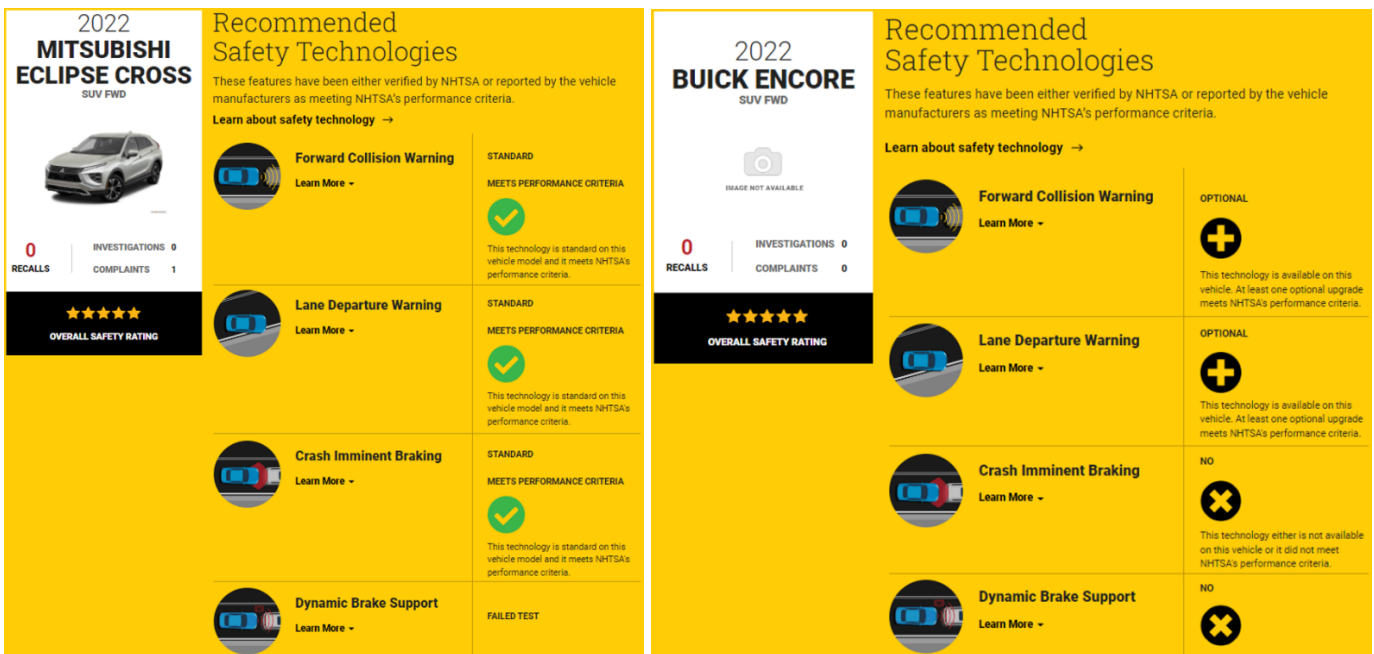 2022
MITSUBISHI
ECLIPSE CROSS
SUV FWD
0
RECALLS
INVESTIGATIONS 0
COMPLAINTS 1
OVERALL SAFETY RATING
Recommended
Safety Technologies
These features have been either verified by NHTSA or reported by the vehicle
manufacturers as meeting NHTSA's performance criteria.
Learn about safety technology →
Forward Collision Warning
Learn More
STANDARD
MEETS PERFORMANCE CRITERIA
This technology is standard on this
vehicle model and it meets NHTSA's
performance criteria.
Lane Departure Warning
Learn More
STANDARD
MEETS PERFORMANCE CRITERIA
This technology is standard on this
vehicle model and it meets NHTSA's
performance criteria.
Crash Imminent Braking
Learn More
STANDARD
MEETS PERFORMANCE CRITERIA
This technology is standard on this
vehicle model and it meets NHTSA's
performance criteria.
Dynamic Brake Support
Learn More
FAILED TEST
2022
BUICK ENCORE
SUV FWD
IMAGE NOT AVAILABLE
0
RECALLS
INVESTIGATIONS 0
COMPLAINTS 0
OVERALL SAFETY RATING
Recommended
Safety Technologies
These features have been either verified by NHTSA or reported by the vehicle
manufacturers as meeting NHTSA's performance criteria.
Learn about safety technology →
Forward Collision Warning
Learn More
OPTIONAL
This technology is available on this
vehicle. At least one optional upgrade
meets NHTSA's performance criteria.
Lane Departure Warning
Learn More
OPTIONAL
This technology is available on this
vehicle. At least one optional upgrade
meets NHTSA's performance criteria.
Crash Imminent Braking
Learn More
NO
This technology either is not available
on this vehicle or it did not meet
NHTSA's performance criteria.
Dynamic Brake Support
Learn More
NO